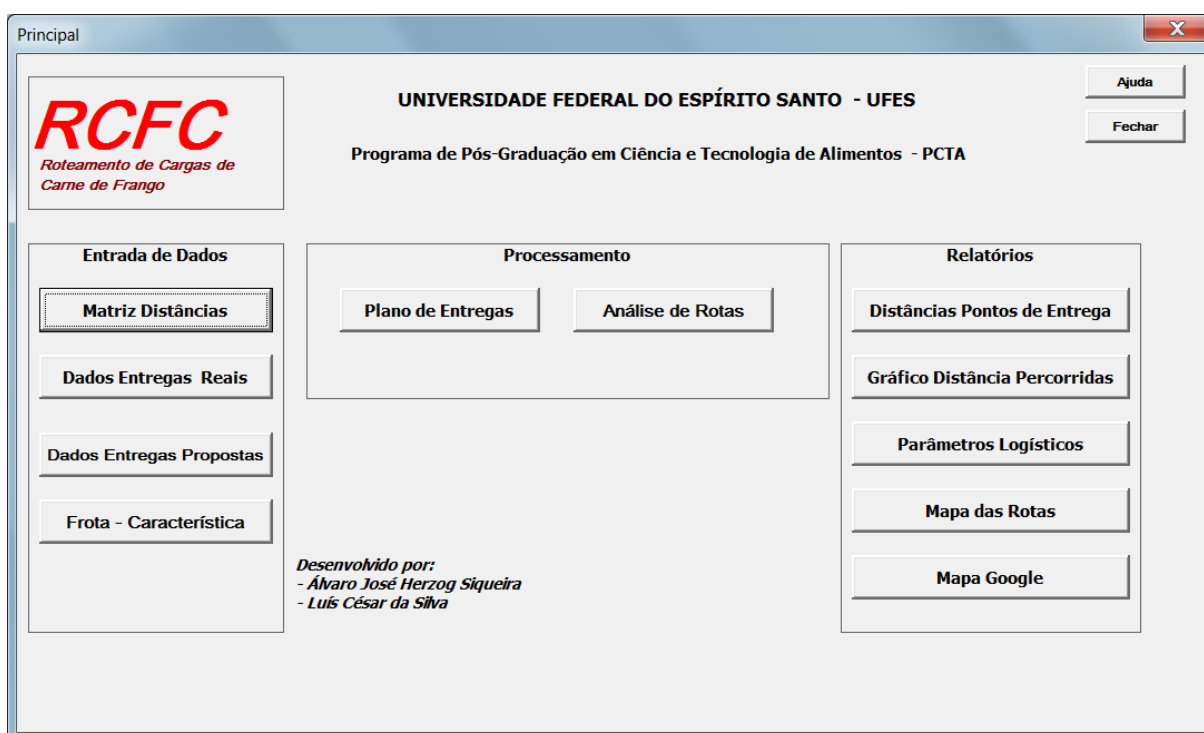 Principal
X
Ajuda
Fechar
RCFC
Roteamento de Cargas de
Carne de Frango
UNIVERSIDADE FEDERAL DO ESPÍRITO SANTO - UFES
Programa de Pós-Graduação em Ciência e Tecnologia de Alimentos - PCTA
Entrada de Dados
Matriz Distâncias
Dados Entregas Reais
Dados Entregas Propostas
Frota - Característica
Processamento
Plano de Entregas
Análise de Rotas
Desenvolvido por:
- Álvaro José Herzog Siqueira
- Luís César da Silva
Relatórios
Distâncias Pontos de Entrega
Gráfico Distância Percorridas
Parâmetros Logísticos
Mapa das Rotas
Mapa Google